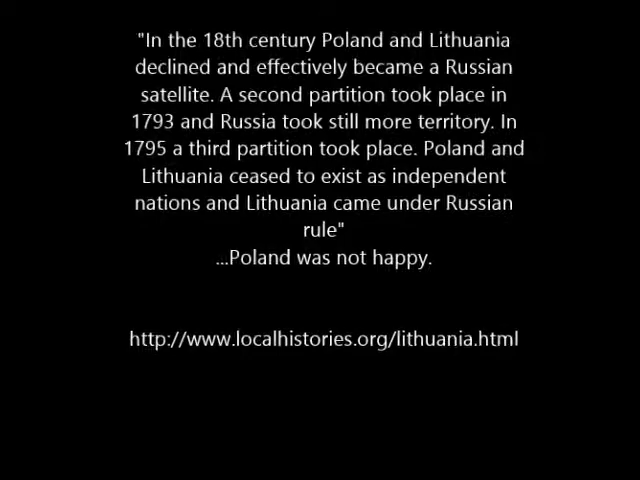 "In the 18th century Poland and Lithuania
declined and effectively became a Russian
satellite. A second partition took place in
1793 and Russia took still more territory. In
1795 a third partition took place. Poland and
Lithuania ceased to exist as independent
nations and Lithuania came under Russian
rule"
...Poland was not happy.
http://www.localhistories.org/lithuania.html